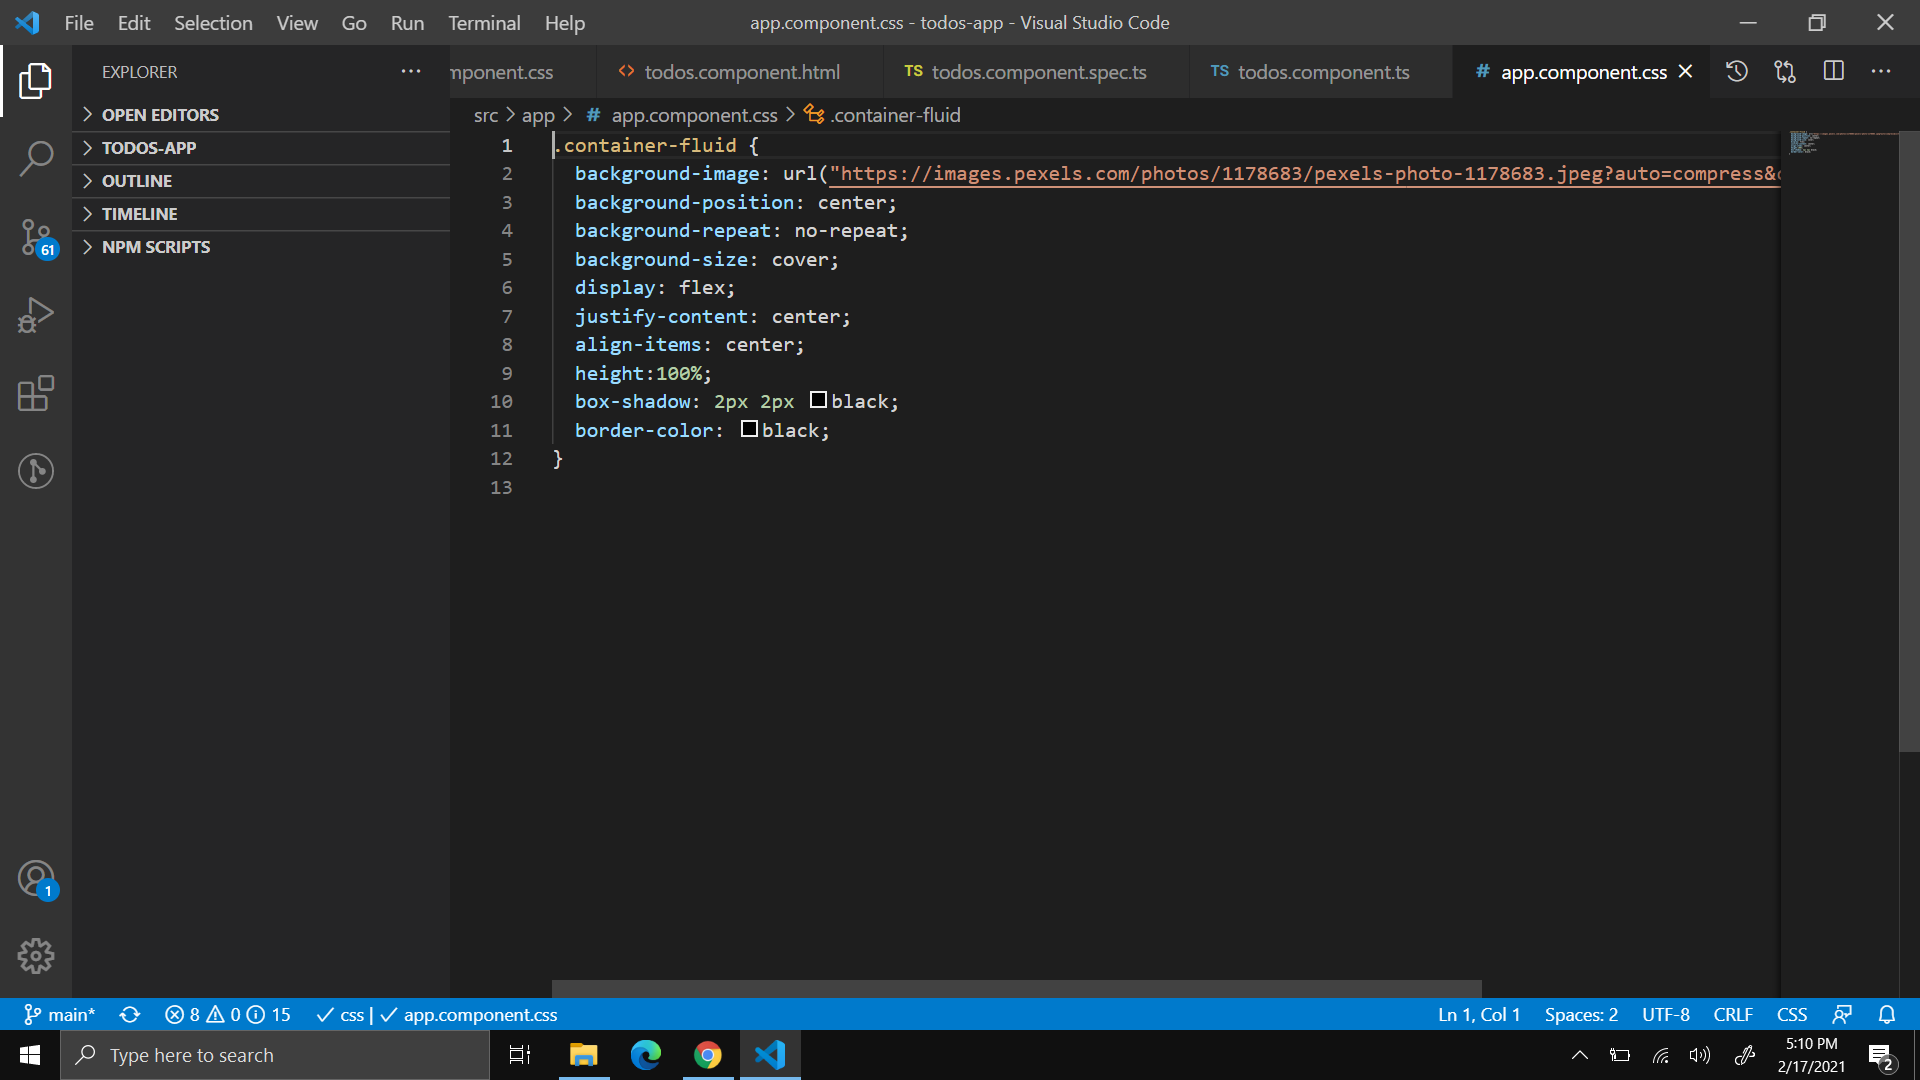 File Edit Selection View Go Run Terminal Help
app.component.css - todos-app - Visual Studio Code
EXPLORER
mponent.css
<> todos.component.html
TS todos.component.spec.ts
TS todos.component.ts
# app.component.css
OPEN EDITORS
TODOS-APP
OUTLINE
TIMELINE
NPM SCRIPTS
61
1
src > app > # app.component.css > .container-fluid
1 .container-fluid {
2 background-image: url("https://images.pexels.com/photos/1178683/pexels-photo-1178683.jpeg?auto=compress&
3 background-position: center;
4 background-repeat: no-repeat;
5 background-size: cover;
6 display: flex;
7 justify-content: center;
8 align-items: center;
9 height:100%;
10 box-shadow: 2px 2px black;
11 border-color: black;
12 }
13
main* 8 0 15 css | app.component.css
Ln 1, Col 1 Spaces: 2 UTF-8 CRLF CSS
Type here to search
5:10 PM
2/17/2021
2